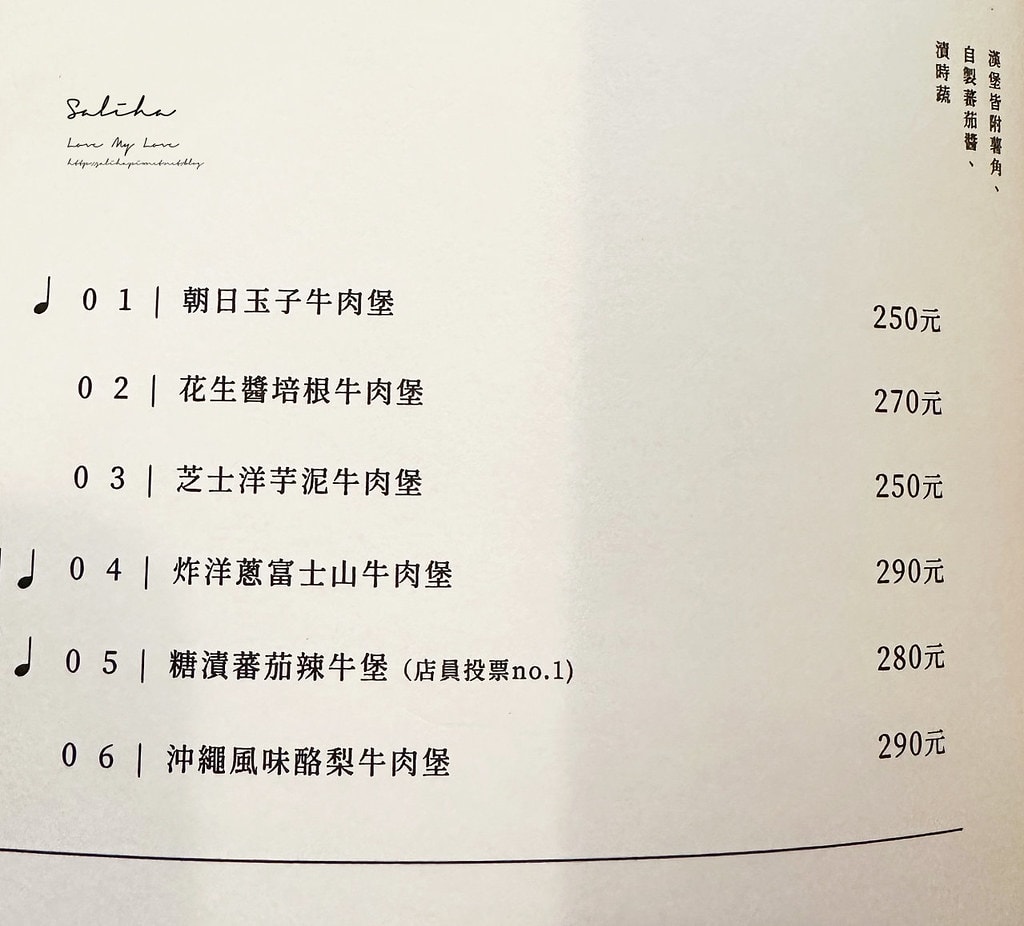 Saliha
Love My Love
漢堡皆附薯角、
自製蕃茄醬、
漬時蔬
01｜朝日玉子牛肉堡 250元
02｜花生醬培根牛肉堡 270元
03｜芝士洋芋泥牛肉堡 250元
04｜炸洋蔥富士山牛肉堡 290元
05｜糖漬蕃茄辣牛堡（店員投票no.1) 280元
06｜沖繩風味酪梨牛肉堡 290元